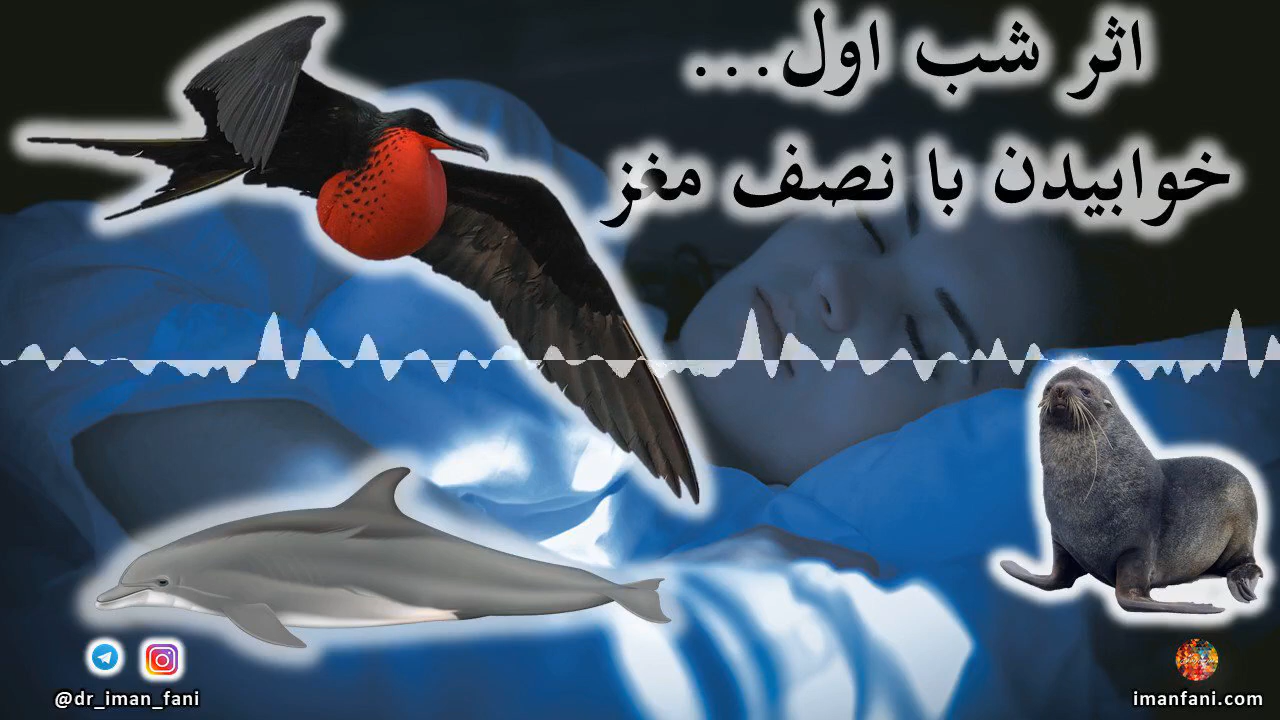 اثر شب اول...
خوابیدن با نصف مغز
@dr_iman_fani
imanfani.com